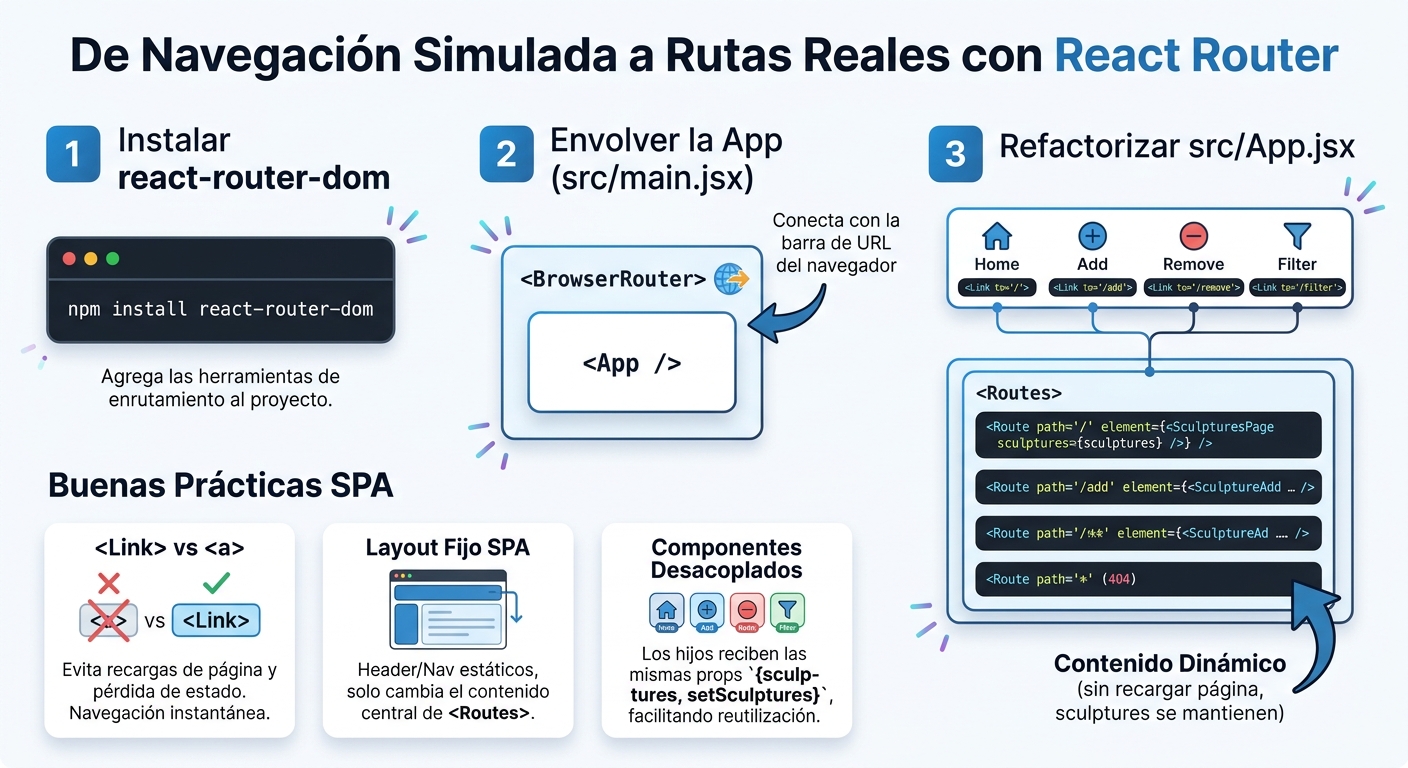 De Navegación Simulada a Rutas Reales con React Router
1
Instalar
react-router-dom
npm install react-router-dom
Agrega las herramientas de
enrutamiento al proyecto.
2
Envolver la App
(src/main.jsx)
Conecta con la
barra de URL
del navegador
<BrowserRouter>
<App />
3
Refactorizar src/App.jsx
Home
Add
Remove
Filter
<Link to='/'>
<Link to='/add'>
<Link to='/remove'>
<Link to='/filter'>
<Routes>
<Route path='/' element={<SculpturesPage
sculptures={sculptures} />} />
<Route path='/add' element={<SculptureAdd … />
<Route path='/**' element={<SculptureAd …. />
<Route path='*' (404)
Contenido Dinámico
(sin recargar página,
sculptures se mantienen)
Buenas Prácticas SPA
<Link> vs <a>
<a> vs <Link>
Evita recargas de página y
pérdida de estado.
Navegación instantánea.
Layout Fijo SPA
Header/Nav estáticos,
solo cambia el contenido
central de <Routes>.
Componentes
Desacoplados
Add
Los hijos reciben las
mismas props `{sculp-
tures, setSculptures}`,
facilitando reutilización.